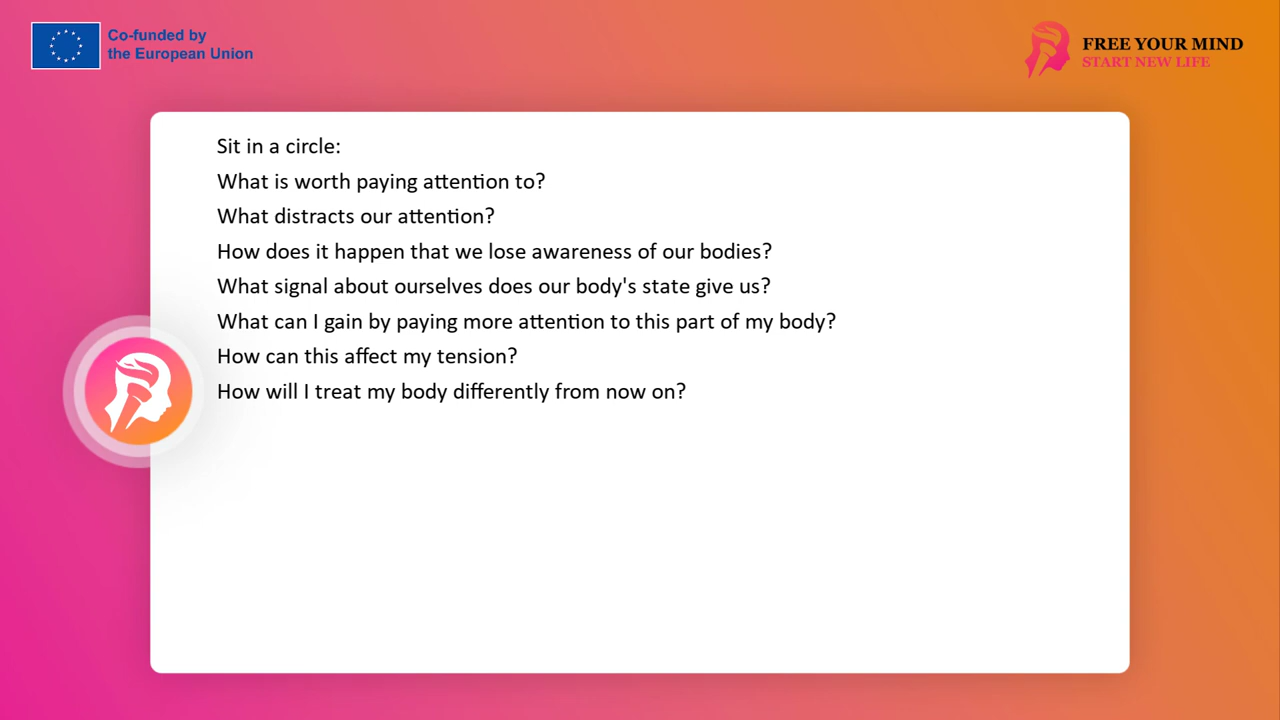 Co-funded by
the European Union
FREE YOUR MIND
START NEW LIFE
Sit in a circle:
What is worth paying attention to?
What distracts our attention?
How does it happen that we lose awareness of our bodies?
What signal about ourselves does our body's state give us?
What can I gain by paying more attention to this part of my body?
How can this affect my tension?
How will I treat my body differently from now on?